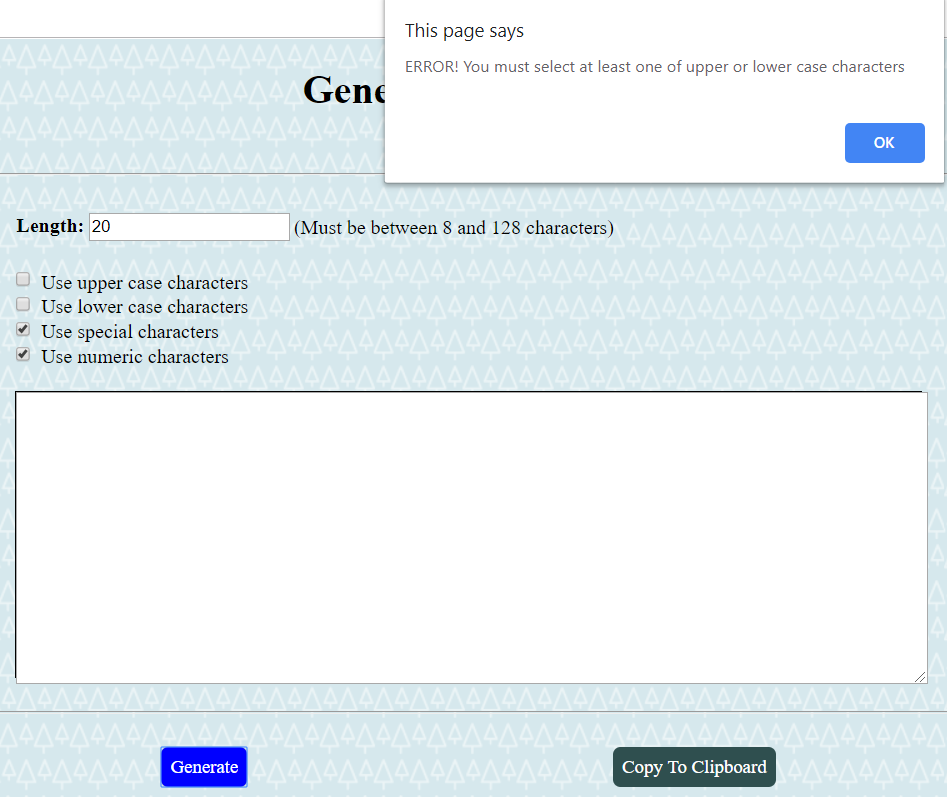 This page says
ERROR! You must select at least one of upper or lower case characters
OK
Length: 20 (Must be between 8 and 128 characters)
Use upper case characters
Use lower case characters
Use special characters
Use numeric characters
Generate
Copy To Clipboard